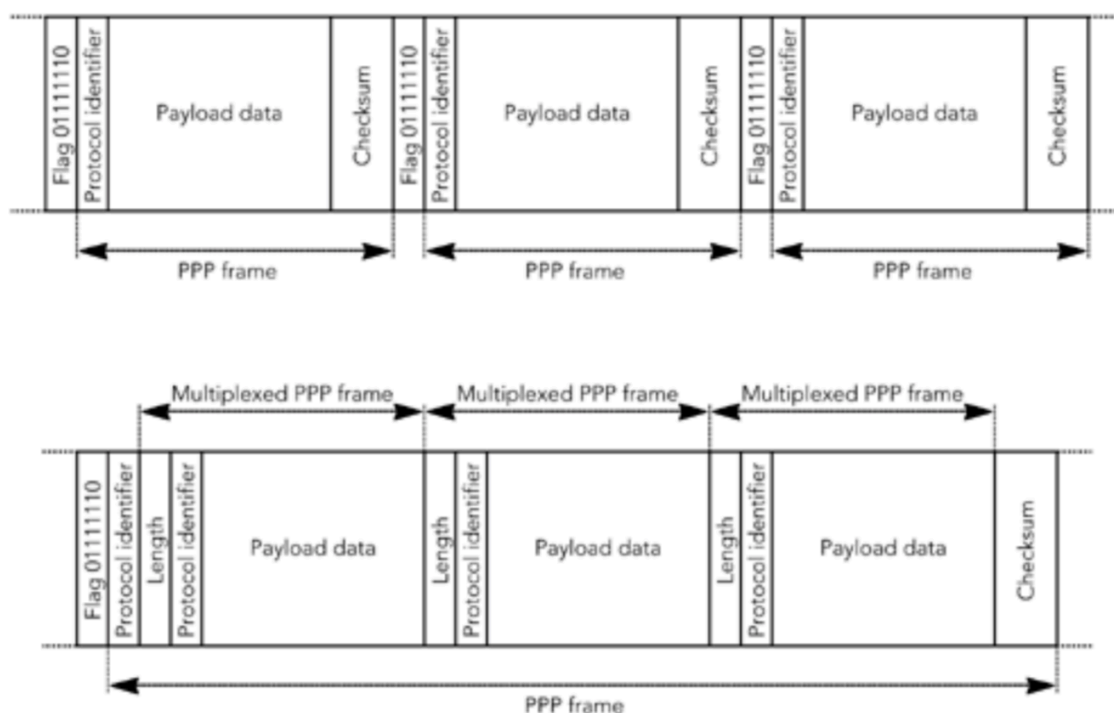 Flag 01111110
Protocol identifier
Payload data
Checksum
Flag 01111110
Protocol identifier
Payload data
Checksum
Flag 01111110
Protocol identifier
Payload data
Checksum
PPP frame
PPP frame
PPP frame
Multiplexed PPP frame
Multiplexed PPP frame
Multiplexed PPP frame
Flag 01111110
Protocol identifier
Length
Protocol identifier
Payload data
Length
Protocol identifier
Payload data
Length
Protocol identifier
Payload data
Checksum
PPP frame